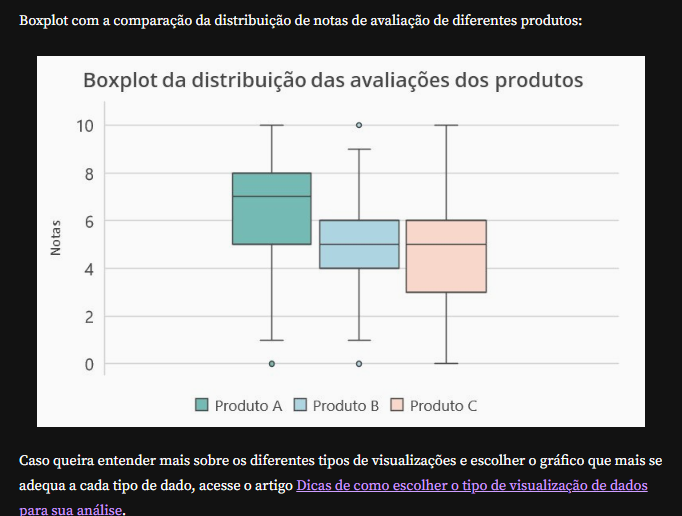 Boxplot com a comparação da distribuição de notas de avaliação de diferentes produtos:
Boxplot da distribuição das avaliações dos produtos
10
8
6
4
2
0
Notas
Produto A Produto B Produto C
Caso queira entender mais sobre os diferentes tipos de visualizações e escolher o gráfico que mais se
adequa a cada tipo de dado, acesse o artigo Dicas de como escolher o tipo de visualização de dados
para sua análise.